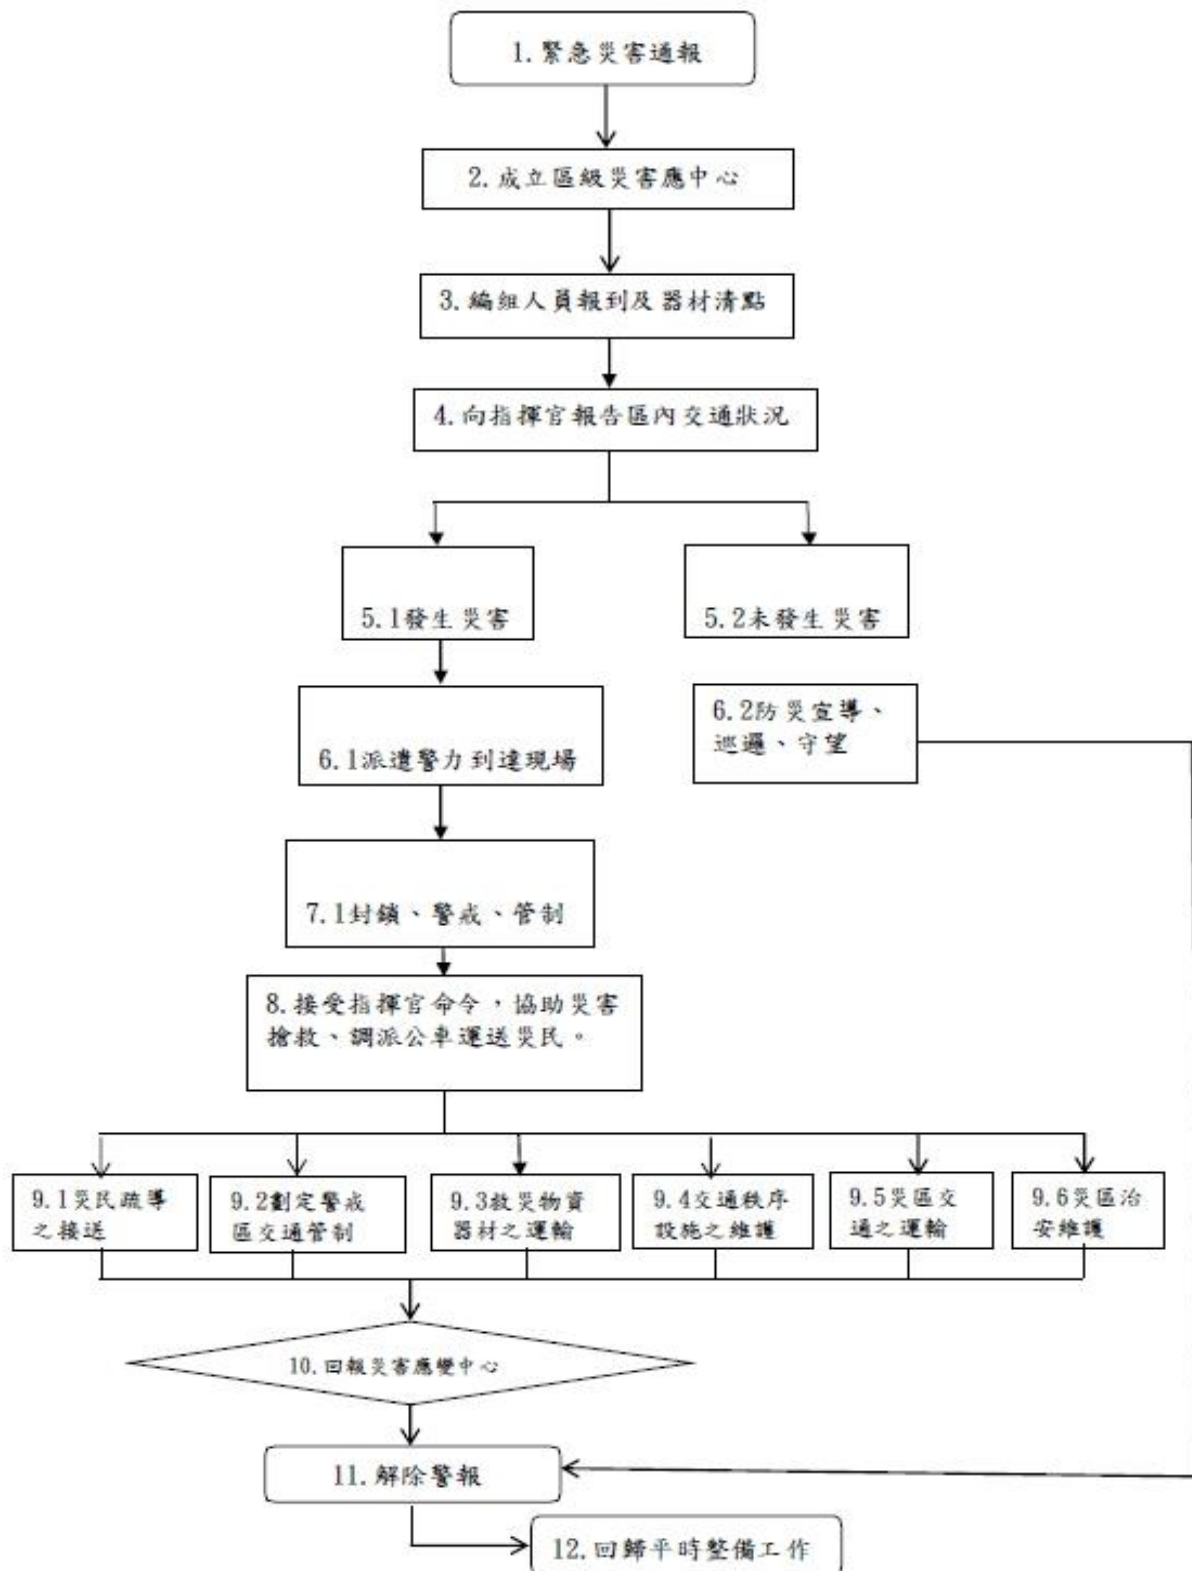 1.緊急災害通報
2.成立區級災害應中心
3.編組人員報到及器材清點
4.向指揮官報告區內交通狀況
5.1發生災害
5.2未發生災害
6.1派遣警力到達現場
6.2防災宣導、
巡邏、守望
7.1封鎖、警戒、管制
8.接受指揮官命令，協助災害
搶救、調派公車運送災民。
9.1災民疏導
之接送
9.2劃定警戒
區交通管制
9.3救災物資
器材之運輸
9.4交通秩序
設施之維護
9.5災區交
通之運輸
9.6災區治
安維護
10.回報災害應變中心
11.解除警報
12.回歸平時整備工作